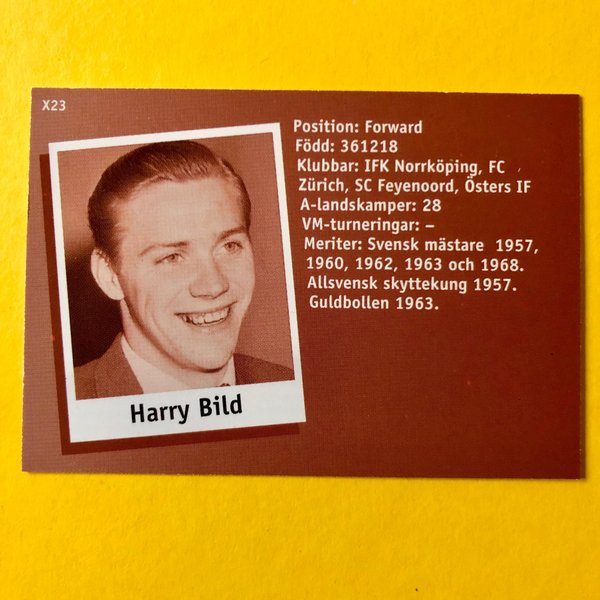 X23
Position: Forward
Född: 361218
Klubbar: IFK Norrköping, FC
Zürich, SC Feyenoord, Östers IF
A-landskamper: 28
VM-turneringar: –
Meriter: Svensk mästare 1957,
1960, 1962, 1963 och 1968.
Allsvensk skyttekung 1957.
Guldbollen 1963.
Harry Bild